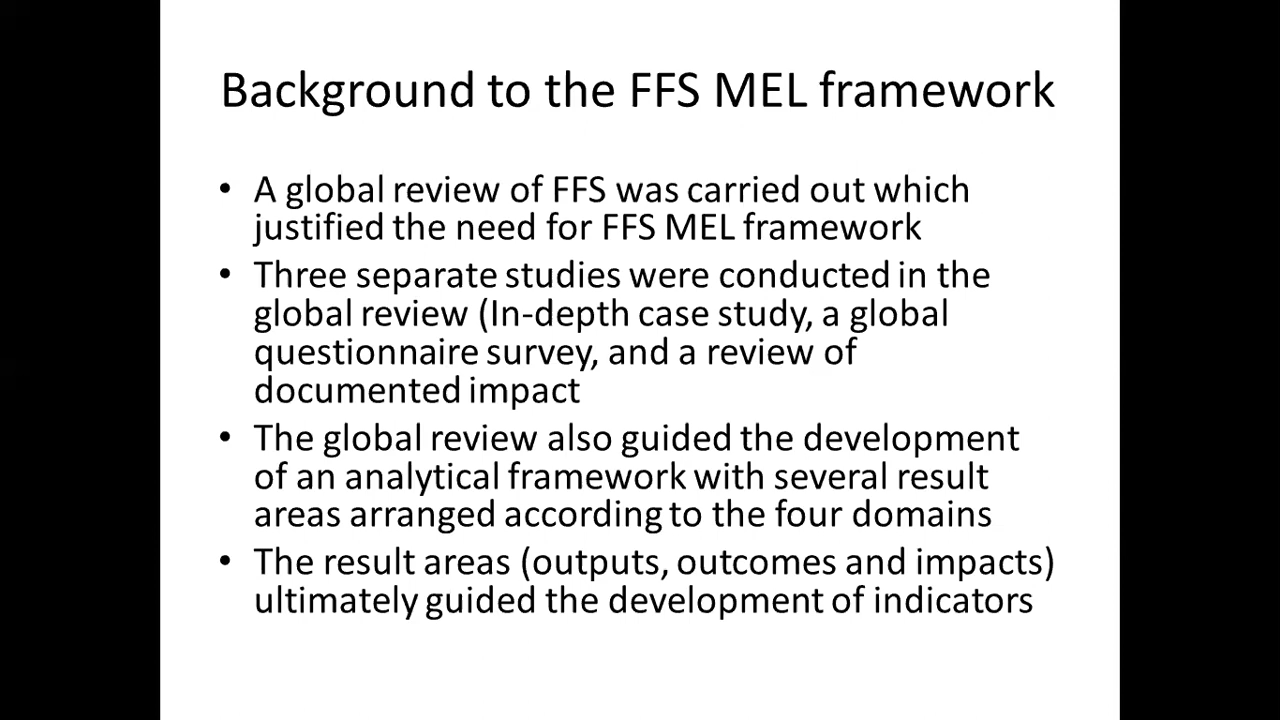 Background to the FFS MEL framework
• A global review of FFS was carried out which
justified the need for FFS MEL framework
• Three separate studies were conducted in the
global review (In-depth case study, a global
questionnaire survey, and a review of
documented impact
• The global review also guided the development
of an analytical framework with several result
areas arranged according to the four domains
• The result areas (outputs, outcomes and impacts)
ultimately guided the development of indicators